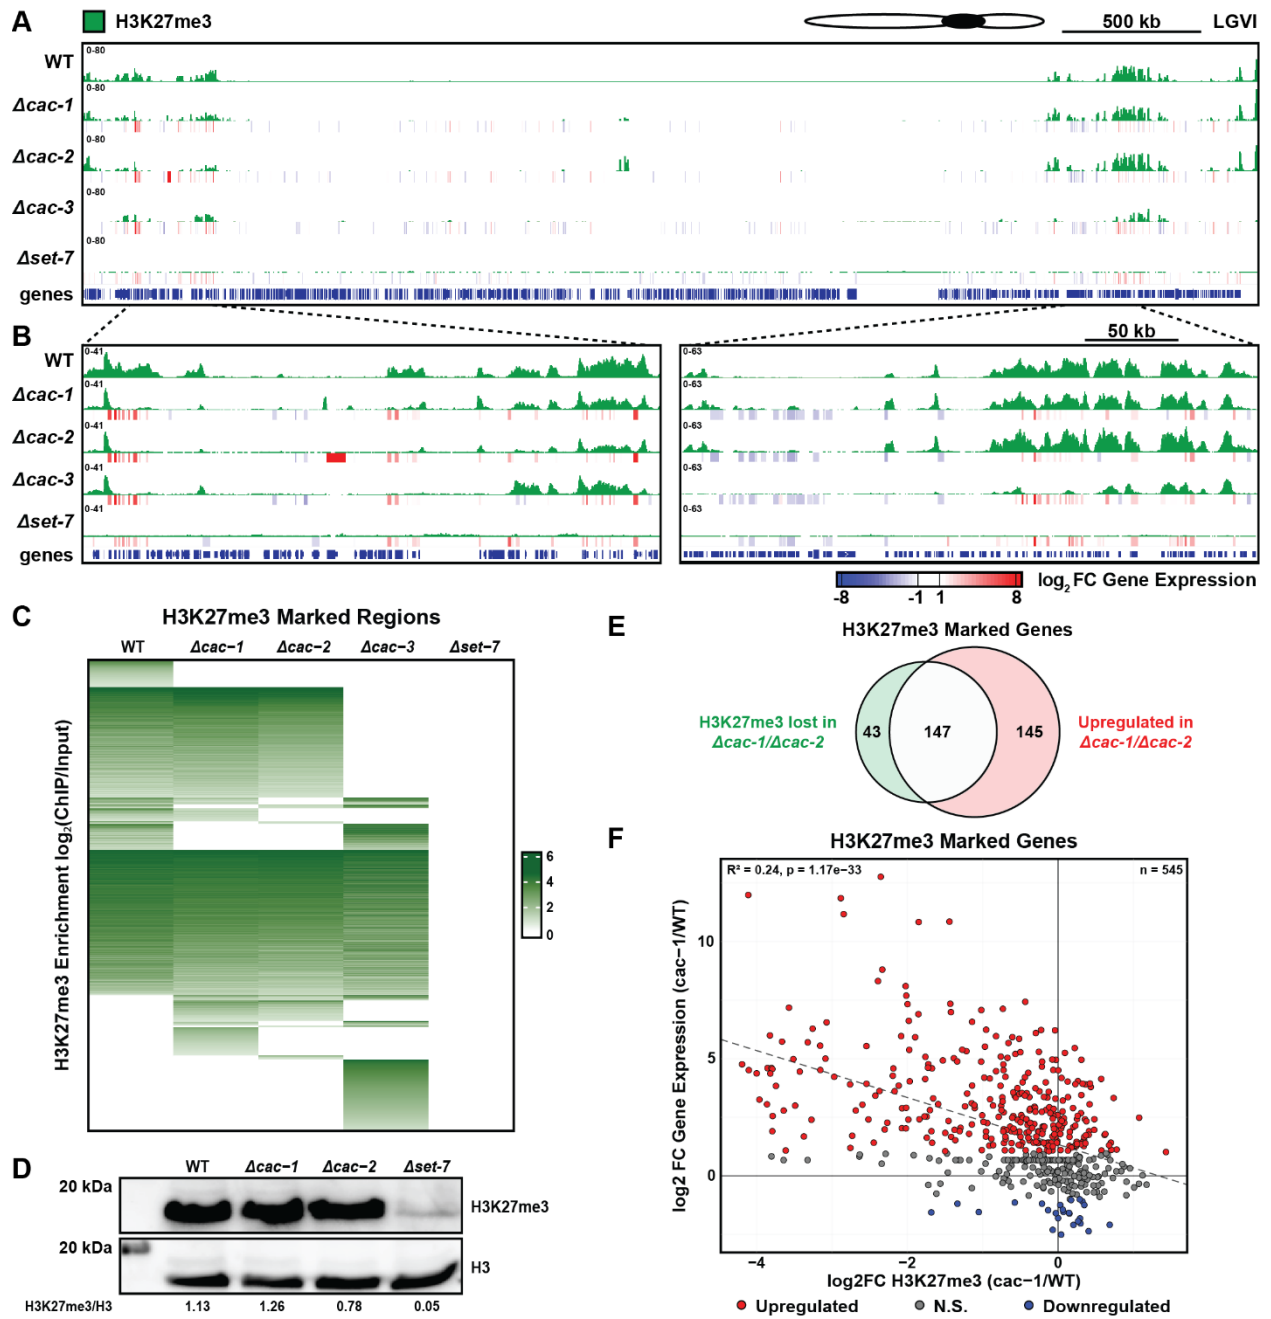 A
H3K27me3
500 kb
LGVI
WT
0-80
Δcac-1
0-80
Δcac-2
0-80
Δcac-3
0-80
Δset-7
0-80
genes
B
50 kb
WT
0-41
0-63
Δcac-1
0-41
0-63
Δcac-2
0-41
0-63
Δcac-3
0-41
0-63
Δset-7
0-41
0-63
genes
-8
-1
1
8
log2 FC Gene Expression
C
H3K27me3 Marked Regions
WT
Δcac−1
Δcac−2
Δcac−3
Δset−7
H3K27me3 Enrichment log2(ChIP/Input)
6
4
2
0
D
WT
Δcac−1
Δcac−2
Δset−7
20 kDa
H3K27me3
20 kDa
H3
H3K27me3/H3
1.13
1.26
0.78
0.05
E
H3K27me3 Marked Genes
H3K27me3 lost in
Δcac-1/Δcac-2
43
147
145
Upregulated in
Δcac-1/Δcac-2
F
H3K27me3 Marked Genes
R² = 0.24, p = 1.17e−33
n = 545
log2 FC Gene Expression (cac−1/WT)
10
5
0
−4
−2
0
log2FC H3K27me3 (cac−1/WT)
Upregulated
N.S.
Downregulated